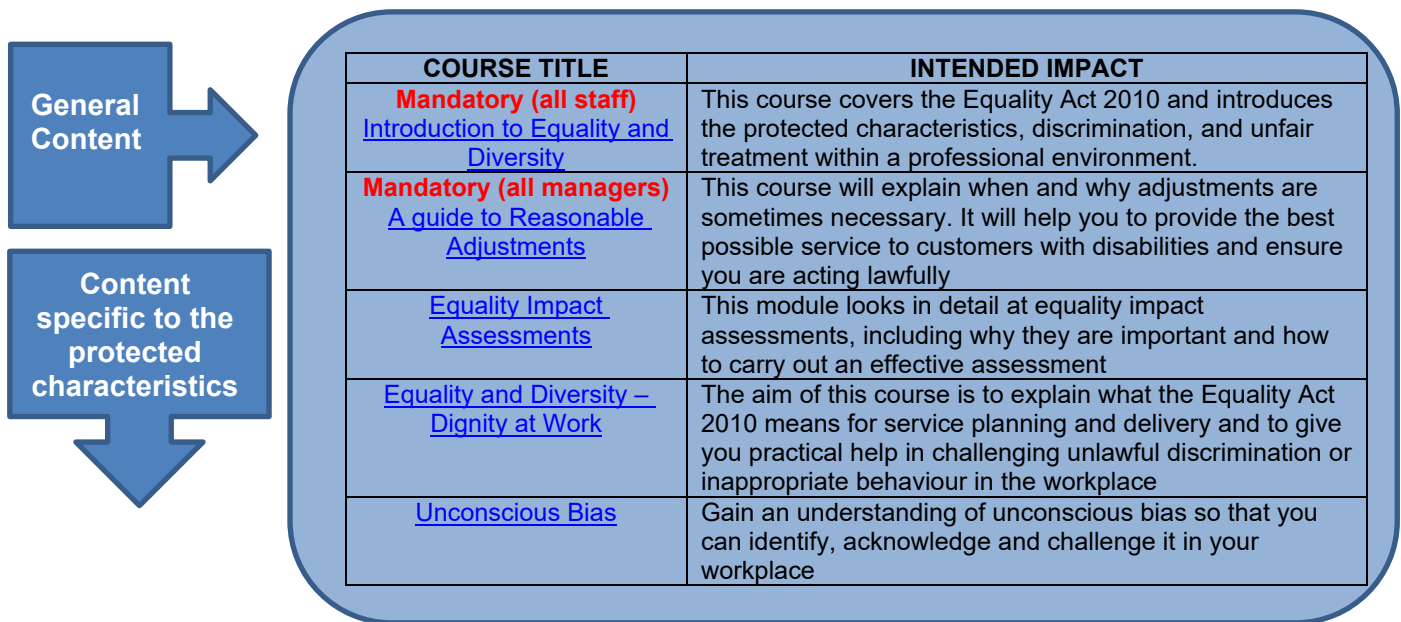 General
Content
Content
specific to the
protected
characteristics
COURSE TITLE
INTENDED IMPACT
Mandatory (all staff)
Introduction to Equality and
Diversity
This course covers the Equality Act 2010 and introduces
the protected characteristics, discrimination, and unfair
treatment within a professional environment.
Mandatory (all managers)
A guide to Reasonable
Adjustments
This course will explain when and why adjustments are
sometimes necessary. It will help you to provide the best
possible service to customers with disabilities and ensure
you are acting lawfully
Equality Impact
Assessments
This module looks in detail at equality impact
assessments, including why they are important and how
to carry out an effective assessment
Equality and Diversity –
Dignity at Work
The aim of this course is to explain what the Equality Act
2010 means for service planning and delivery and to give
you practical help in challenging unlawful discrimination or
inappropriate behaviour in the workplace
Unconscious Bias
Gain an understanding of unconscious bias so that you
can identify, acknowledge and challenge it in your
workplace